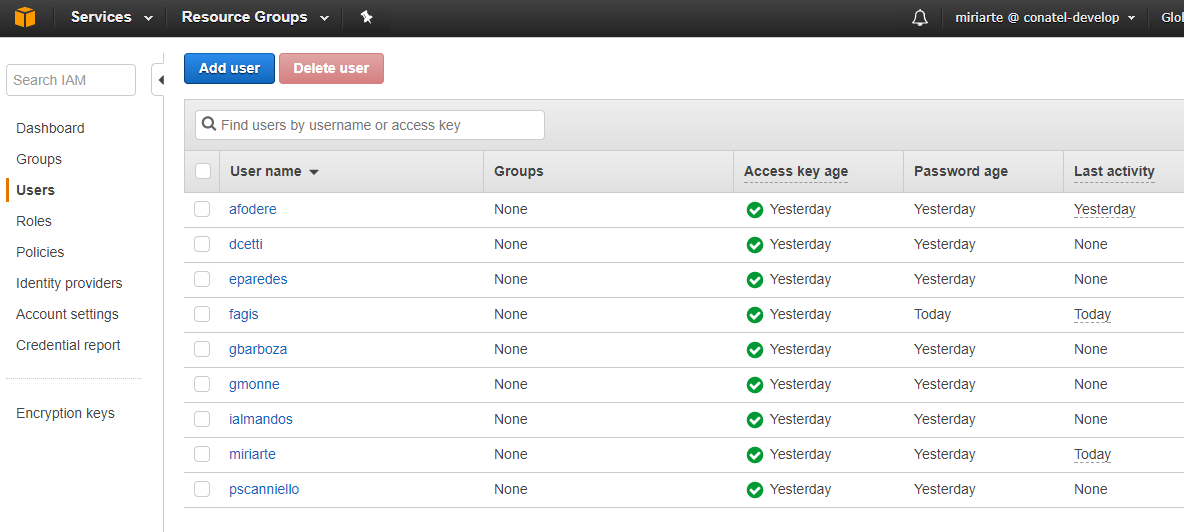 Services Resource Groups miriarte @ conatel-develop Glo
Search IAM
Add user Delete user
Find users by username or access key
Dashboard
Groups
Users
Roles
Policies
Identity providers
Account settings
Credential report
Encryption keys
User name Groups Access key age Password age Last activity
afodere None Yesterday Yesterday Yesterday
dcetti None Yesterday Yesterday None
eparedes None Yesterday Yesterday None
fagis None Yesterday Today Today
gbarboza None Yesterday Yesterday None
gmonne None Yesterday Yesterday None
ialmandos None Yesterday Yesterday None
miriarte None Yesterday Yesterday Today
pscanniello None Yesterday Yesterday None